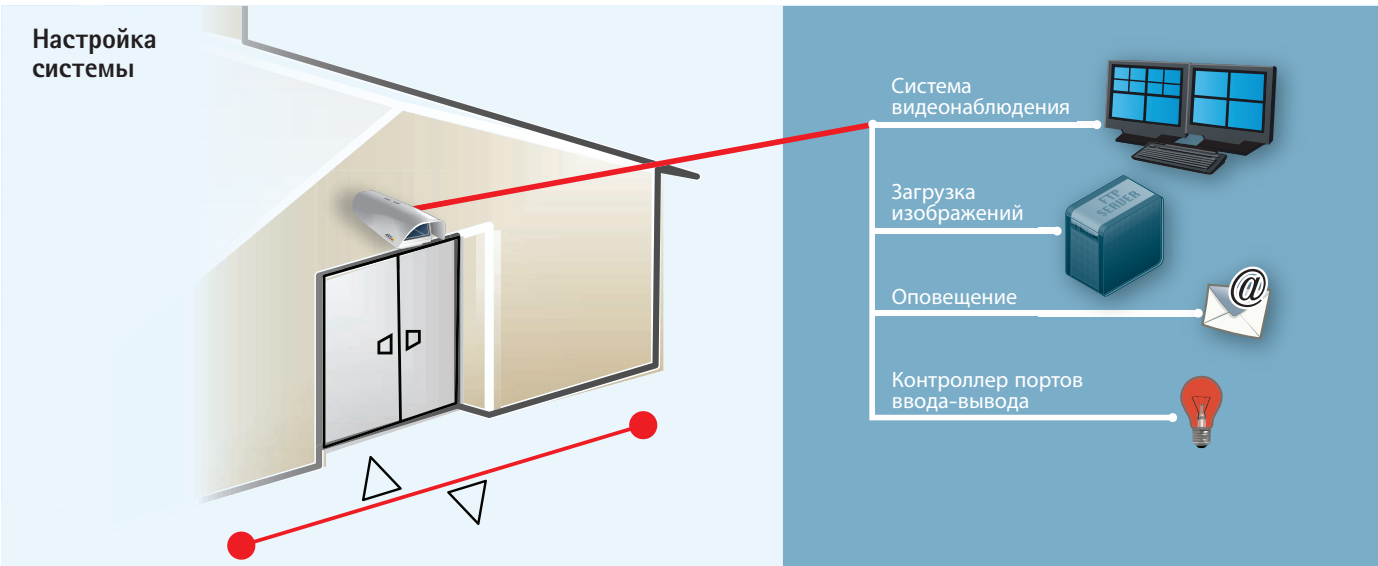 Настройка
системы
Система
видеонаблюдения
Загрузка
изображений
FTP
SERVER
Оповещение
@
Контроллер портов
ввода-вывода